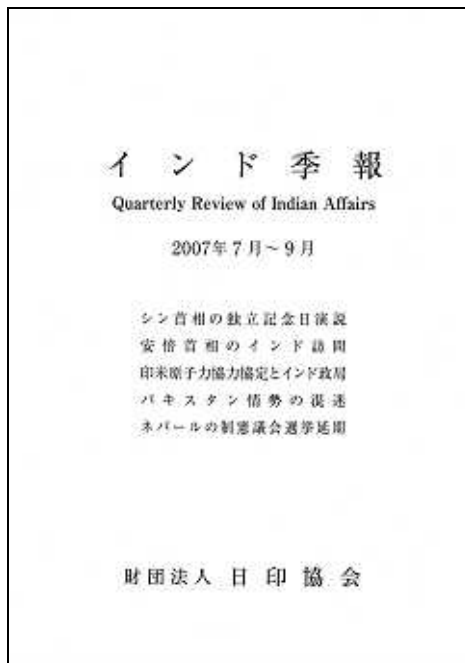 インド季報
Quarterly Review of Indian Affairs
2007年7月～9月
シン首相の独立記念日演説
安倍首相のインド訪問
印米原子力協力協定とインド政局
パキスタン情勢の混迷
ネパールの制憲議会選挙延期
財団法人 日印協会